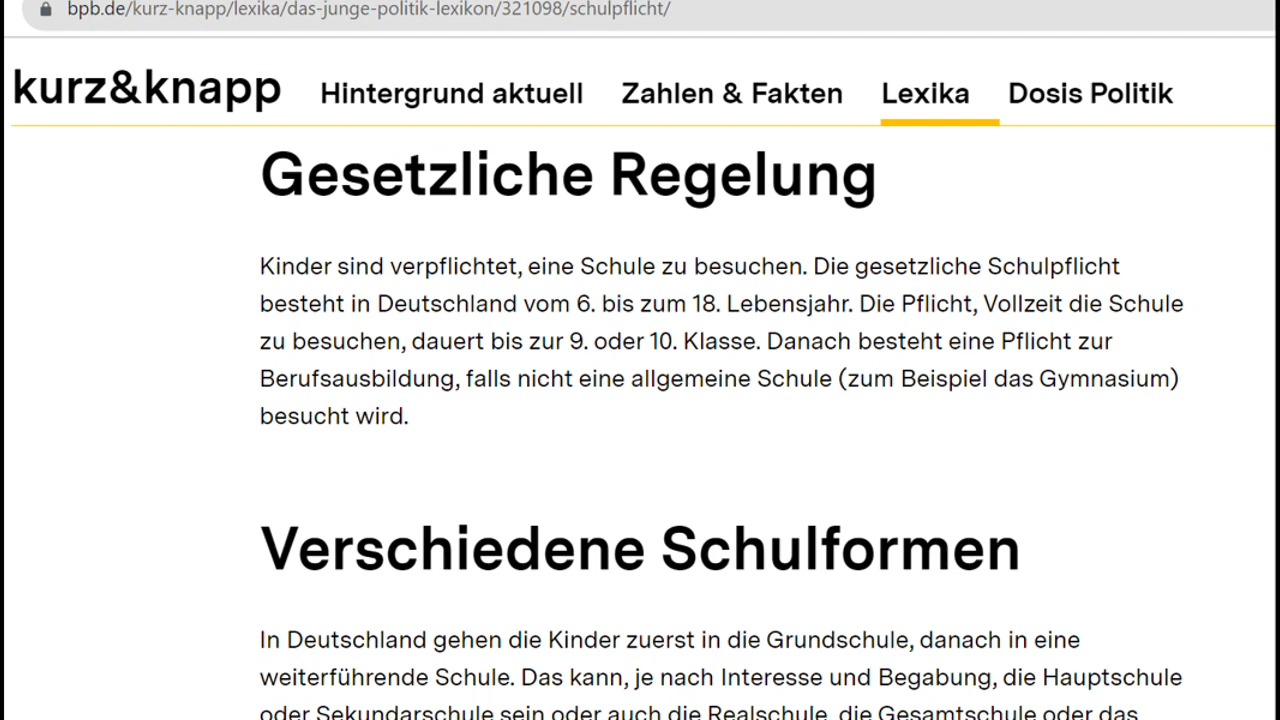 bpb.de/kurz-knapp/lexika/das-junge-politik-lexikon/321098/schulpflicht/
kurz&knapp Hintergrund aktuell Zahlen & Fakten Lexika Dosis Politik
Gesetzliche Regelung
Kinder sind verpflichtet, eine Schule zu besuchen. Die gesetzliche Schulpflicht
besteht in Deutschland vom 6. bis zum 18. Lebensjahr. Die Pflicht, Vollzeit die Schule
zu besuchen, dauert bis zur 9. oder 10. Klasse. Danach besteht eine Pflicht zur
Berufsausbildung, falls nicht eine allgemeine Schule (zum Beispiel das Gymnasium)
besucht wird.
Verschiedene Schulformen
In Deutschland gehen die Kinder zuerst in die Grundschule, danach in eine
weiterführende Schule. Das kann, je nach Interesse und Begabung, die Hauptschule
oder Sekundarschule sein oder auch die Realschule, die Gesamtschule oder das